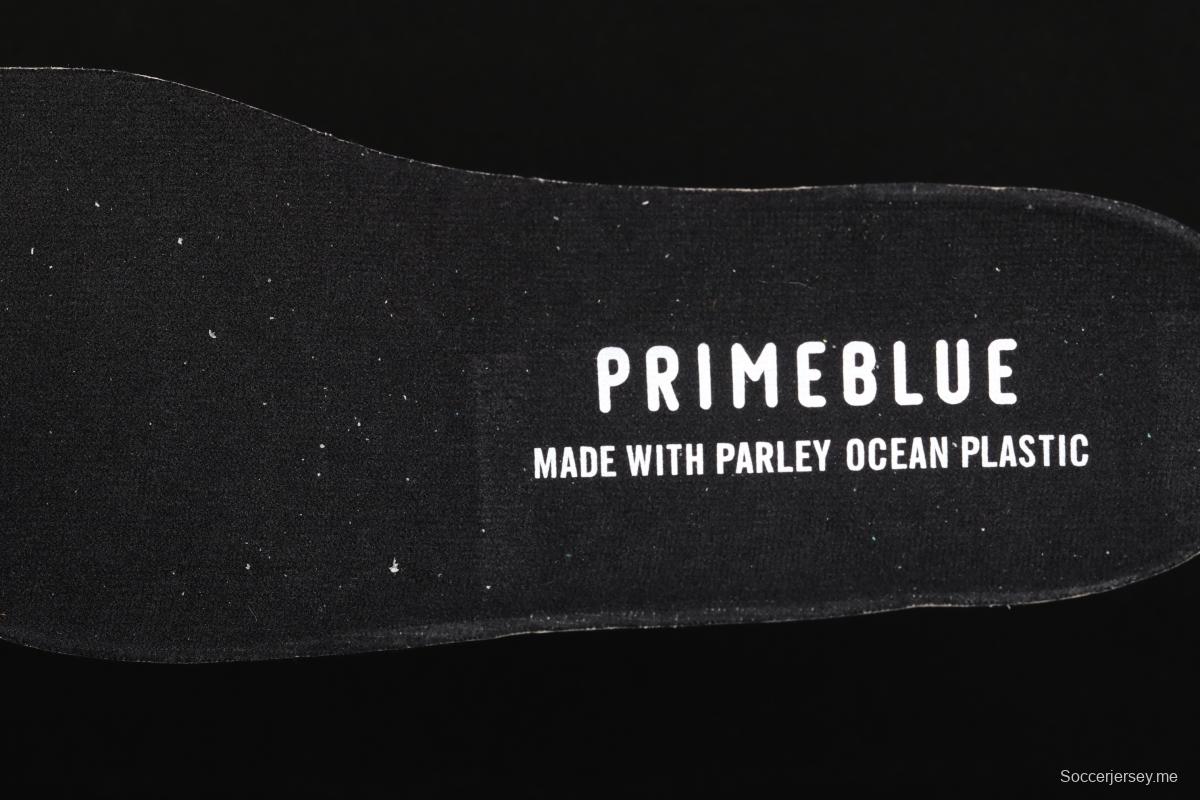 PRIMEBLUE
MADE WITH PARLEY OCEAN PLASTIC
Soccerjersey.me